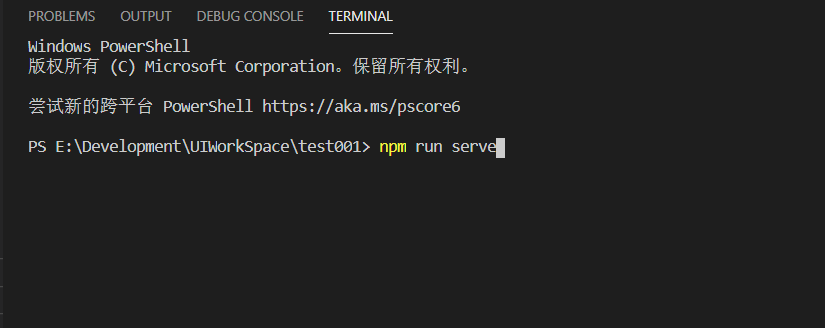 PROBLEMS OUTPUT DEBUG CONSOLE TERMINAL
Windows PowerShell
版权所有 (C) Microsoft Corporation。保留所有权利。
尝试新的跨平台 PowerShell https://aka.ms/pscore6
PS E:\Development\UIWorkSpace\test001> npm run serve